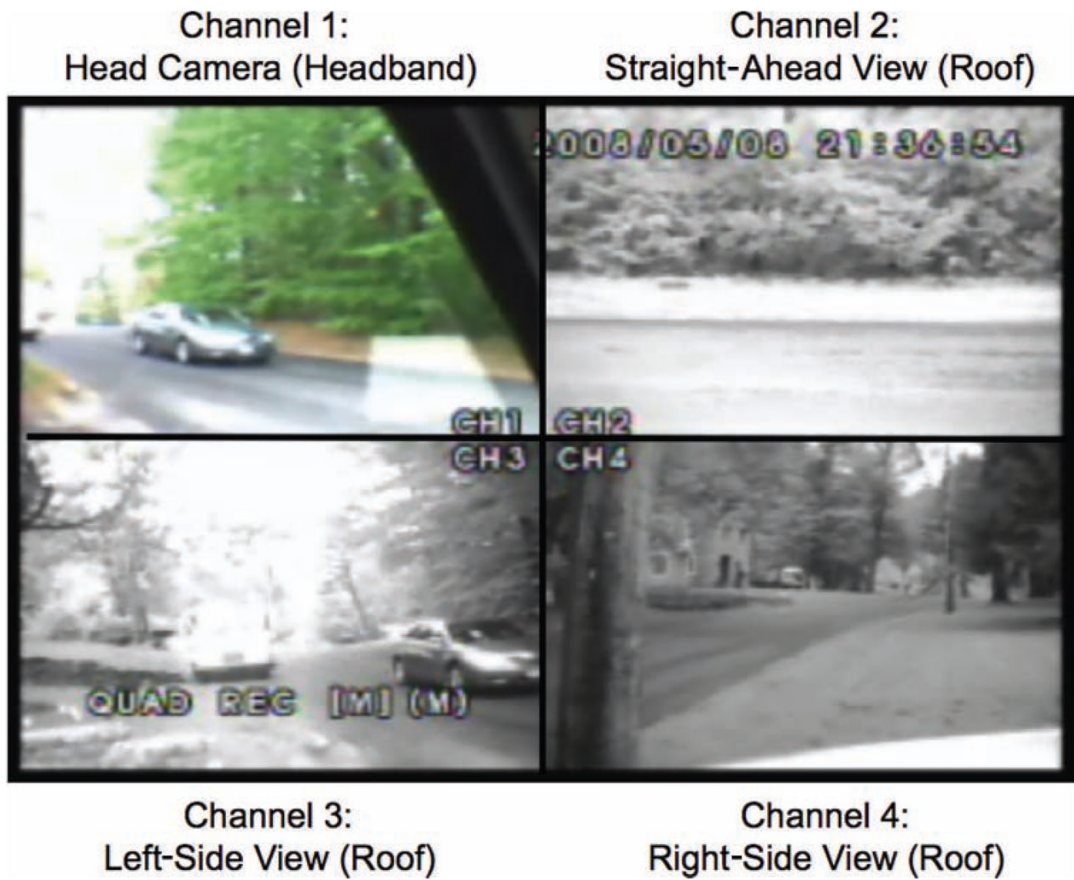 Channel 1:
Head Camera (Headband)
Channel 2:
Straight-Ahead View (Roof)
2008/05/08 21:36:54
CH1
CH2
CH3
CH4
QUAD REC [M] (M)
Channel 3:
Left-Side View (Roof)
Channel 4:
Right-Side View (Roof)